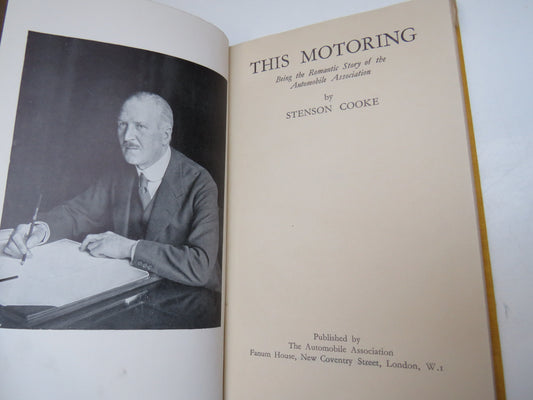 THIS MOTORING
Being the Romantic Story of the
Automobile Association
by
STENSON COOKE
Published by
The Automobile Association
Fanum House, New Coventry Street, London, W.1